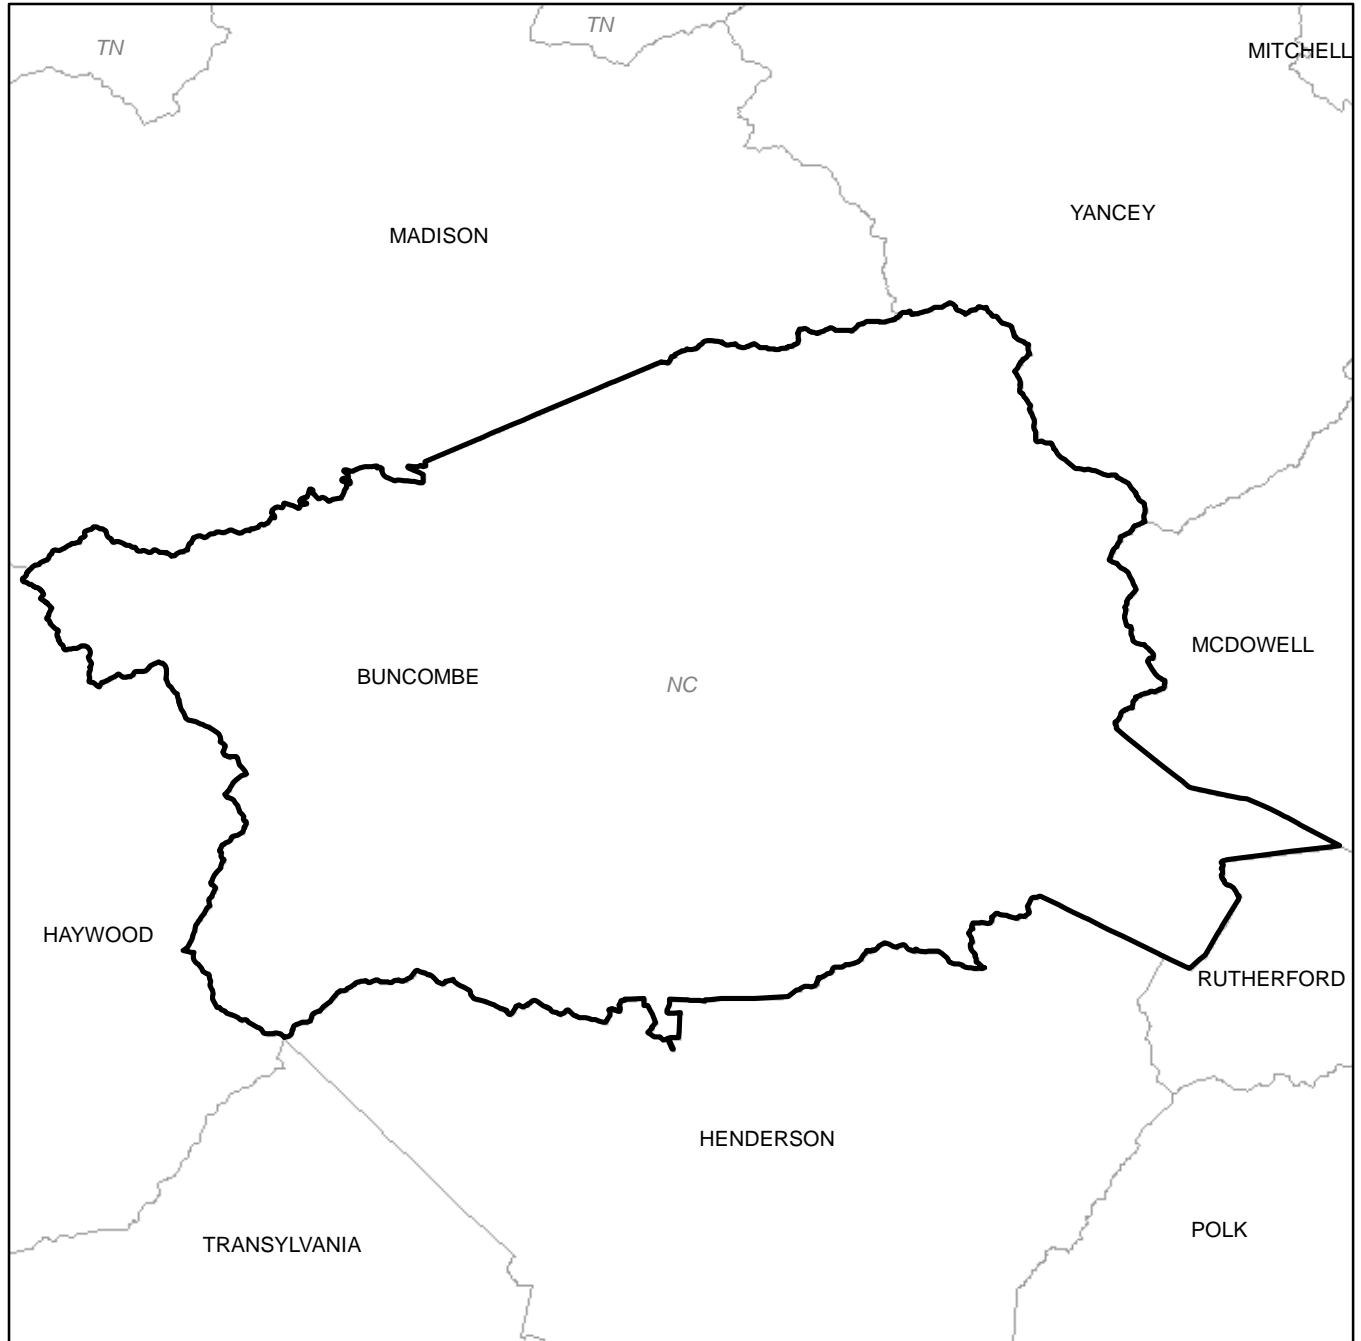 TN
TN
MITCHELL
YANCEY
MADISON
MCDOWELL
BUNCOMBE
NC
HAYWOOD
RUTHERFORD
HENDERSON
POLK
TRANSYLVANIA